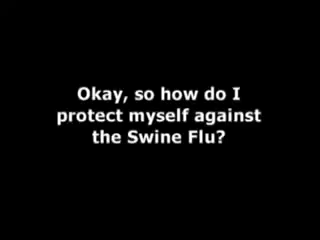 Okay, so how do I
protect myself against
the Swine Flu?